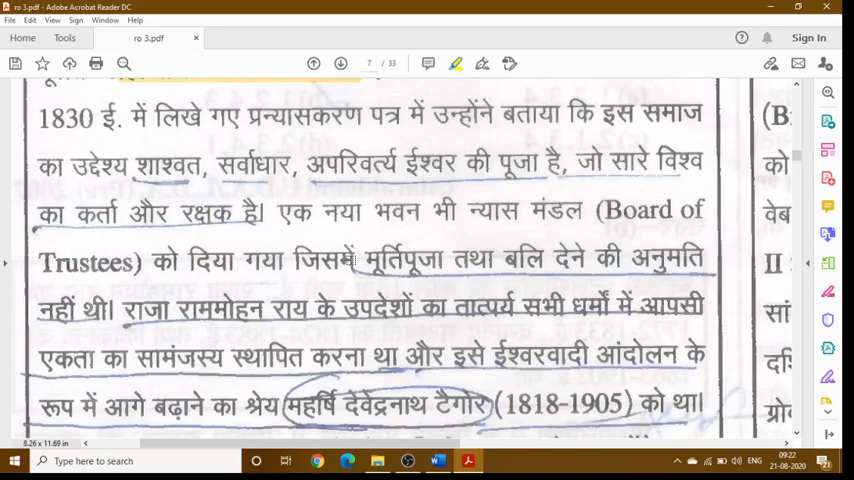 ro 3.pdf - Adobe Acrobat Reader DC
File Edit View Sign Window Help
Home Tools ro 3.pdf × Sign In
7 / 33
1830 ई. में लिखे गए प्रन्यासकरण पत्र में उन्होंने बताया कि इस समाज
का उद्देश्य शाश्वत, सर्वाधार, अपरिवर्त्य ईश्वर की पूजा है, जो सारे विश्व
का कर्ता और रक्षक है। एक नया भवन भी न्यास मंडल (Board of
Trustees) को दिया गया जिसमें मूर्तिपूजा तथा बलि देने की अनुमति
नहीं थी। राजा राममोहन राय के उपदेशों का तात्पर्य सभी धर्मों में आपसी
एकता का सामंजस्य स्थापित करना था और इसे ईश्वरवादी आंदोलन के
रूप में आगे बढ़ाने का श्रेय महर्षि देवेन्द्रनाथ टैगोर (1818-1905) को था।
को
वेब
II
8.26 x 11.69 in
Type here to search
09:22
21-08-2020